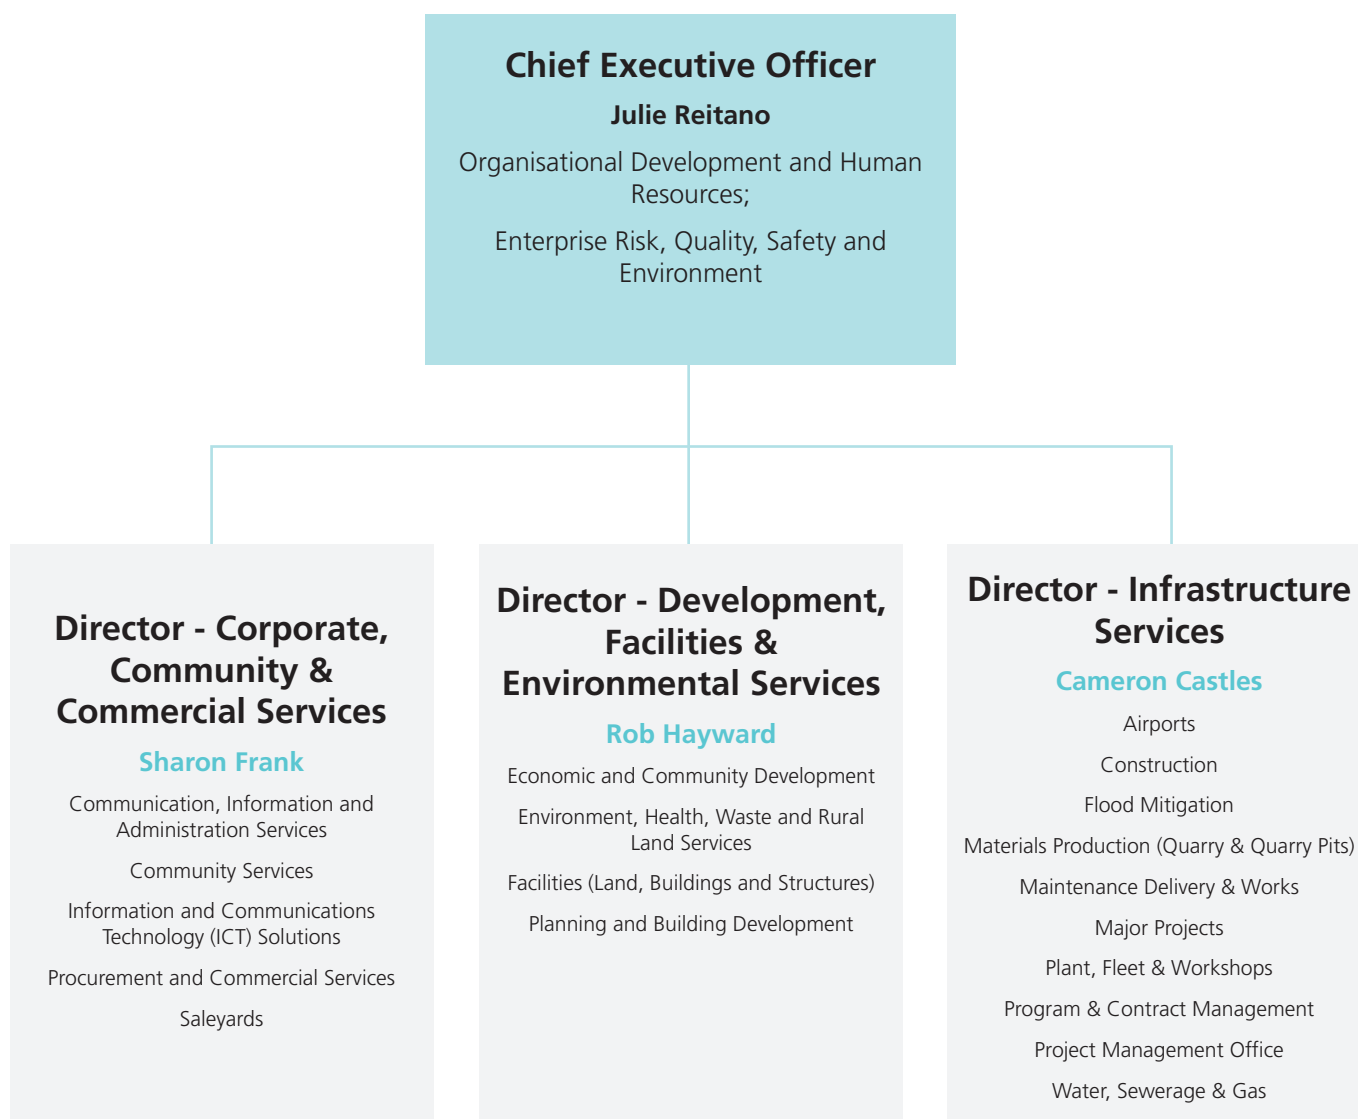 Chief Executive Officer
Julie Reitano
Organisational Development and Human
Resources;
Enterprise Risk, Quality, Safety and
Environment
Director - Corporate,
Community &
Commercial Services
Sharon Frank
Communication, Information and
Administration Services
Community Services
Information and Communications
Technology (ICT) Solutions
Procurement and Commercial Services
Saleyards
Director - Development,
Facilities &
Environmental Services
Rob Hayward
Economic and Community Development
Environment, Health, Waste and Rural
Land Services
Facilities (Land, Buildings and Structures)
Planning and Building Development
Director - Infrastructure
Services
Cameron Castles
Airports
Construction
Flood Mitigation
Materials Production (Quarry & Quarry Pits)
Maintenance Delivery & Works
Major Projects
Plant, Fleet & Workshops
Program & Contract Management
Project Management Office
Water, Sewerage & Gas